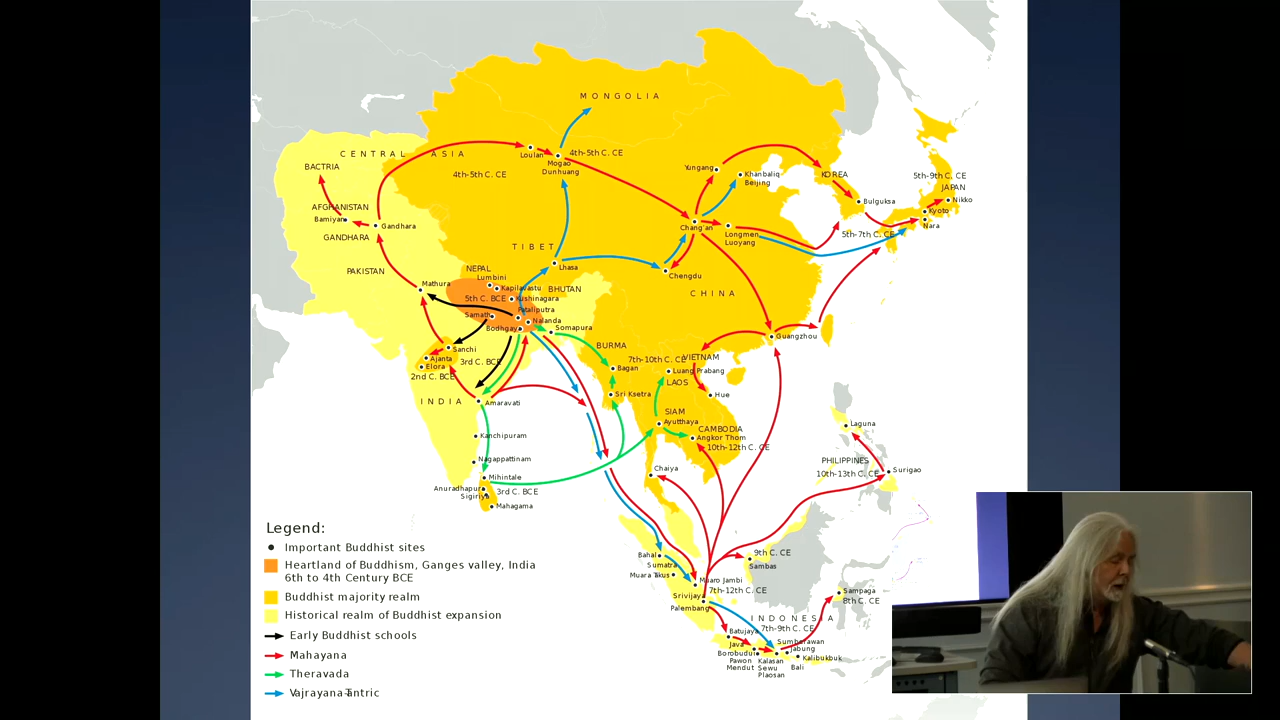 MONGOLIA
CENTRAL ASIA
BACTRIA
Loulan
4th-5th C. CE
Mogao
Dunhuang
4th-5th C. CE
Yungang
Khanbaliq
Beijing
KOREA
5th-9th C. CE
JAPAN
Nikko
AFGHANISTAN
Bamiyan
Gandhara
GANDHARA
Bulguksa
Kyoto
Nara
5th-7th C. CE
Chang'an
Longmen
Luoyang
TIBET
Lhasa
Chengdu
PAKISTAN
Mathura
NEPAL
Lumbini
Kapilavastu
BHUTAN
5th C. BCE
Kushinagara
CHINA
Pataliputra
Sarnath
Nalanda
Bodhgaya
Somapura
Guangzhou
Sanchi
Ajanta
Elora
3rd C. BCE
2nd C. BCE
BURMA
7th-10th C. CE
VIETNAM
Bagan
Luang Prabang
LAOS
Sri Ksetra
Hue
INDIA
Amaravati
SIAM
Ayutthaya
CAMBODIA
Angkor Thom
10th-12th C. CE
Laguna
Kanchipuram
Nagappattinam
Chaiya
PHILIPPINES
10th-13th C. CE
Surigao
Mihintale
Anuradhapura
Sigiriya
3rd C. BCE
Mahagama
Legend:
Important Buddhist sites
Heartland of Buddhism, Ganges valley, India
6th to 4th Century BCE
Buddhist majority realm
Historical realm of Buddhist expansion
Early Buddhist schools
Mahayana
Theravada
Vajrayana-Tantric
Bahal
Sumatra
Muara Takus
Muaro Jambi
7th-12th C. CE
Srivijaya
Palembang
9th C. CE
Sambas
Sampaga
8th C. CE
INDONESIA
7th-9th C. CE
Batujaya
Java
Borobudur
Pawon
Mendut
Kalasan
Sewu
Plaosan
Sumberawan
Jabung
Kalibukbuk
Bali